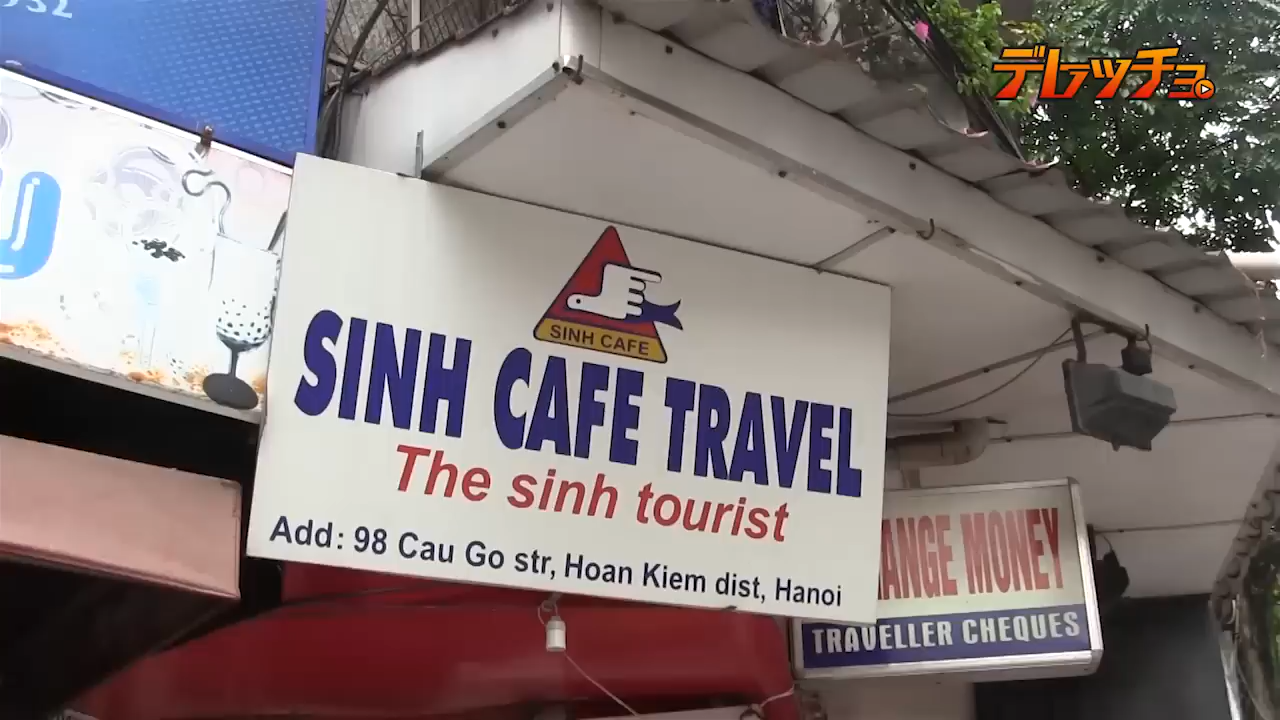 デレッチョ
SINH CAFE
SINH CAFE TRAVEL
The sinh tourist
Add: 98 Cau Go str, Hoan Kiem dist, Hanoi
ANGE MONEY
TRAVELLER CHEQUES